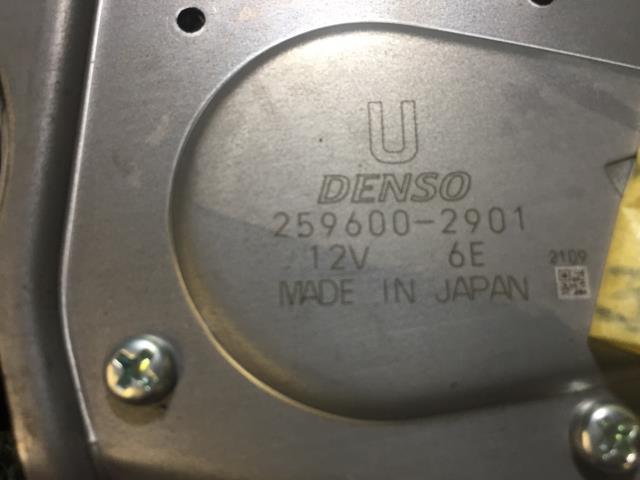 U
DENSO
259600-2901
12V 6E
2109
MADE IN JAPAN